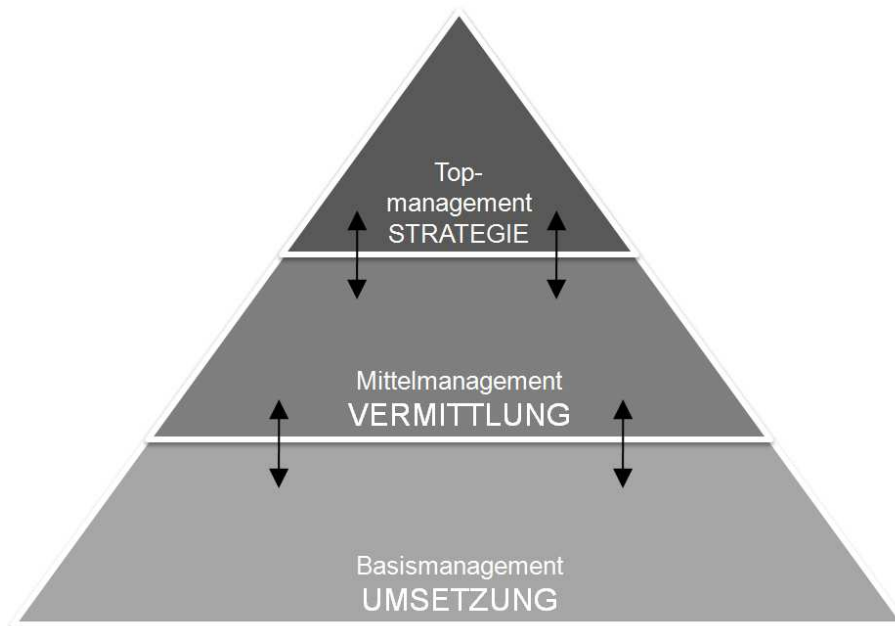 Top-
management
STRATEGIE
Mittelmanagement
VERMITTLUNG
Basismanagement
UMSETZUNG